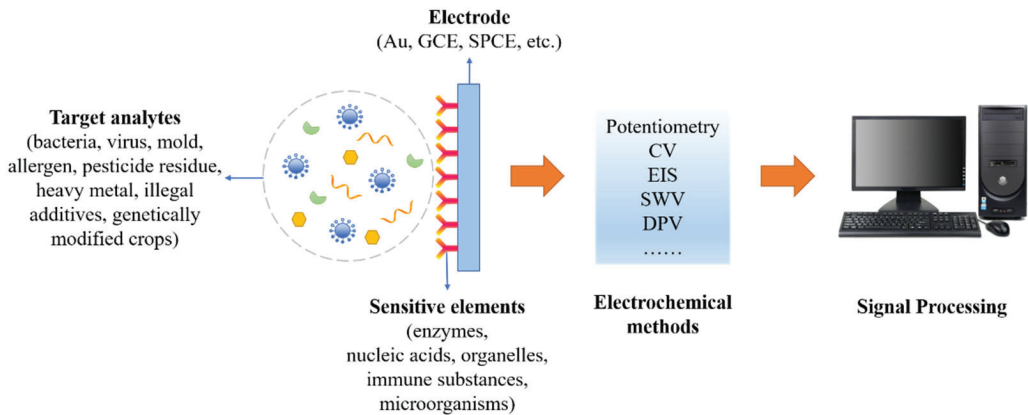 Electrode
(Au, GCE, SPCE, etc.)
Target analytes
(bacteria, virus, mold,
allergen, pesticide residue,
heavy metal, illegal
additives, genetically
modified crops)
Sensitive elements
(enzymes,
nucleic acids, organelles,
immune substances,
microorganisms)
Potentiometry
CV
EIS
SWV
DPV
……
Electrochemical
methods
Signal Processing